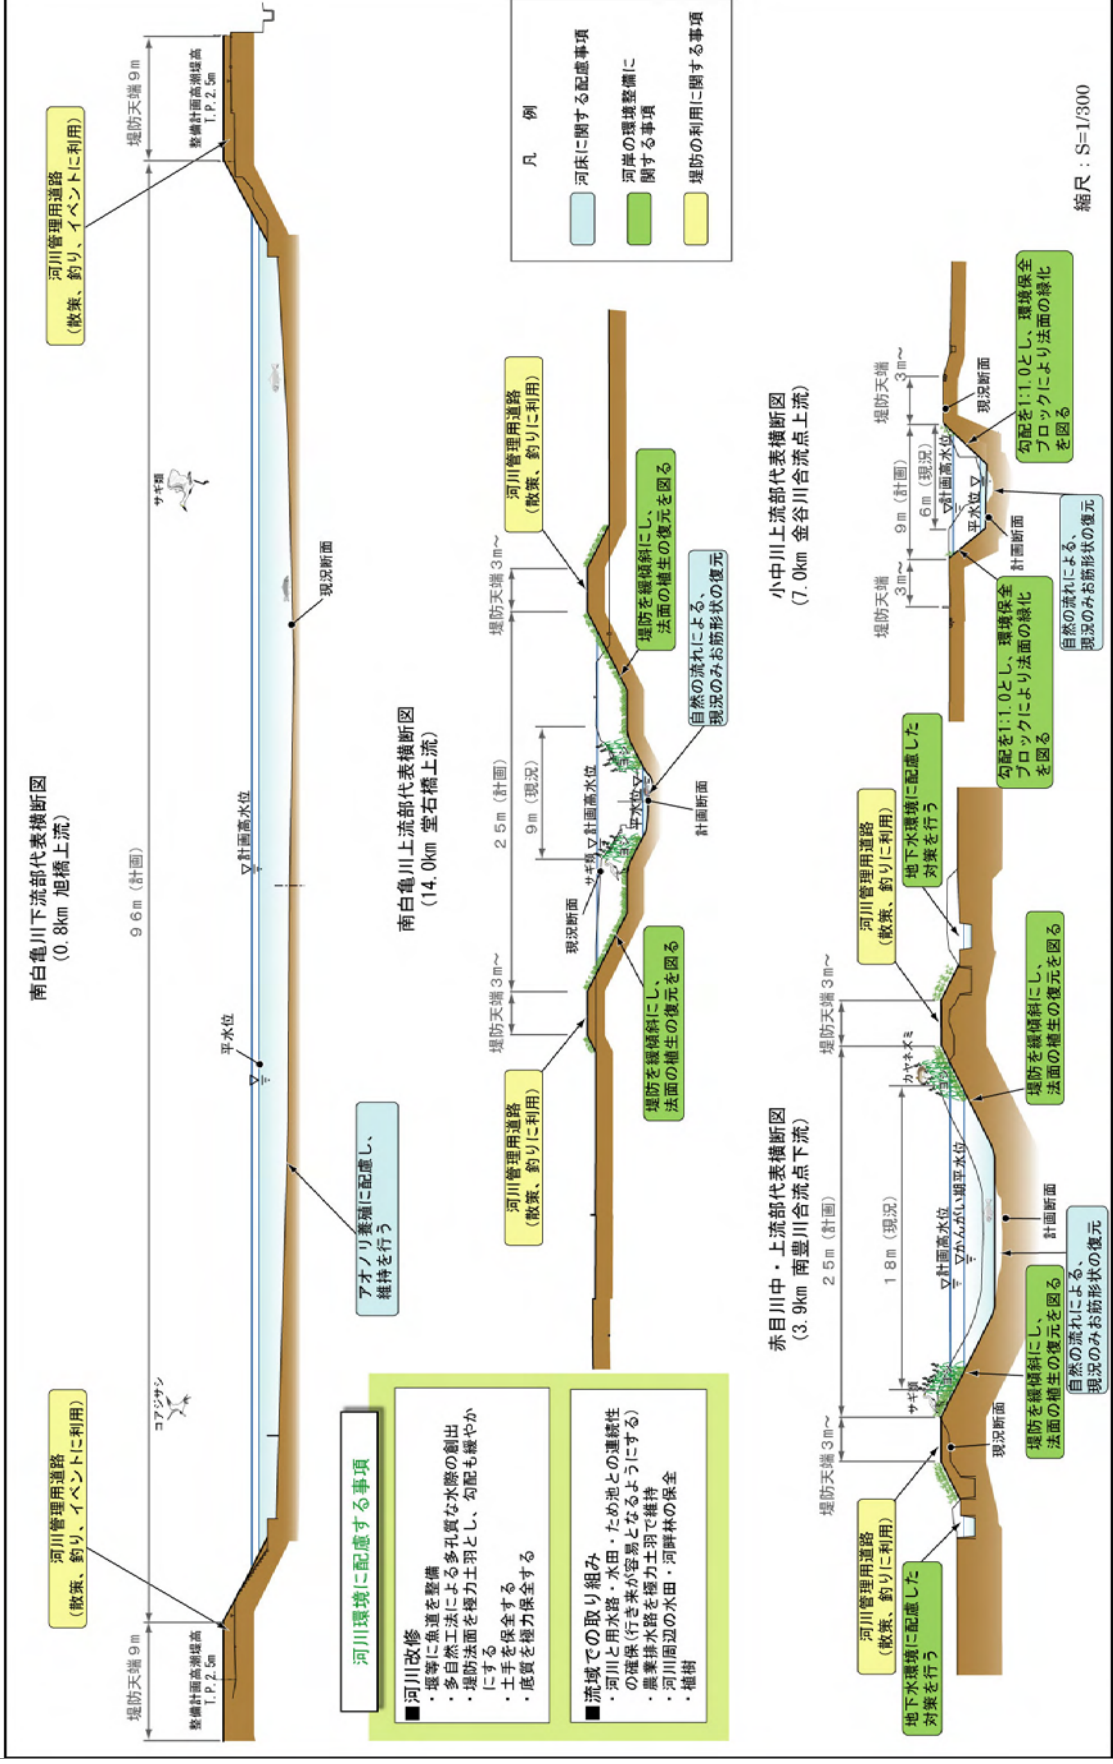 南白亀川下流部代表横断図
(0.8km 旭橋上流)
堤防天端9m
96m (計画)
堤防天端9m
河川管理用道路
(散策、釣り、イベントに利用)
河川管理用道路
(散策、釣り、イベントに利用)
整備計画高潮堤高
T.P.2.5m
整備計画高潮堤高
T.P.2.5m
コアジサシ
サギ類
平水位
▽計画高水位
現況断面
アオノリ養殖に配慮し、
維持を行う
河川環境に配慮する事項
■河川改修
・堰等に魚道を整備
・多自然工法による多孔質な水際の創出
・堤防法面を極力土羽とし、勾配も緩やか
にする
・土手を保全する
・底質を極力保全する
■流域での取り組み
・河川と用水路・水田・ため池との連続性
の確保(行き来が容易となるようにする)
・農業排水路を極力土羽で維持
・河川周辺の水田・河畔林の保全
・植樹
南白亀川上流部代表横断図
(14.0km 堂右橋上流)
堤防天端3m～
25m (計画)
堤防天端3m～
9m (現況)
河川管理用道路
(散策、釣りに利用)
河川管理用道路
(散策、釣りに利用)
現況断面
サギ類
▽計画高水位
平水位▽
ヨシ
ヨシ
計画断面
堤防を緩傾斜にし、
法面の植生の復元を図る
堤防を緩傾斜にし、
法面の植生の復元を図る
自然の流れによる、
現況のみお筋形状の復元
凡 例
河床に関する配慮事項
河岸の環境整備に
関する事項
堤防の利用に関する事項
赤目川中・上流部代表横断図
(3.9km 南豊川合流点下流)
堤防天端3m～
25m (計画)
堤防天端3m～
18m (現況)
河川管理用道路
(散策、釣りに利用)
河川管理用道路
(散策、釣りに利用)
地下水環境に配慮した
対策を行う
地下水環境に配慮した
対策を行う
サギ類
ヨシ
カヤネズミ
ヨシ
▽計画高水位
▽かんがい期平水位
現況断面
計画断面
堤防を緩傾斜にし、
法面の植生の復元を図る
堤防を緩傾斜にし、
法面の植生の復元を図る
自然の流れによる、
現況のみお筋形状の復元
小中川上流部代表横断図
(7.0km 金谷川合流点上流)
堤防天端
3m～
9m (計画)
堤防天端
3m～
6m (現況)
▽計画高水位
平水位▽
現況断面
計画断面
勾配を1:1.0とし、環境保全
ブロックにより法面の緑化
を図る
勾配を1:1.0とし、環境保全
ブロックにより法面の緑化
を図る
自然の流れによる、
現況のみお筋形状の復元
縮尺：S=1/300